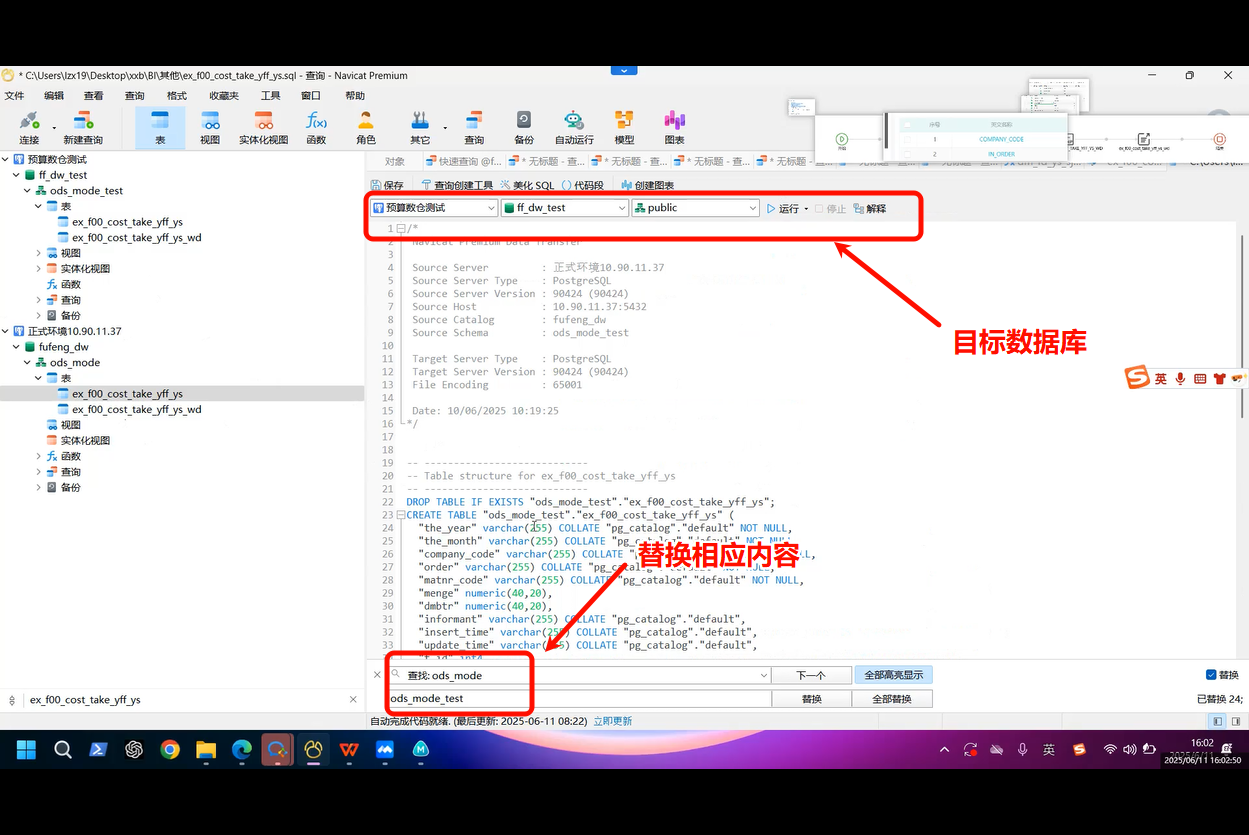 * C:\Users\lzx19\Desktop\xxb\BI\其他\ex_f00_cost_take_yff_ys.sql - 查询 - Navicat Premium
文件 编辑 查看 查询 格式 收藏夹 工具 窗口 帮助
连接 新建查询 表 视图 实体化视图 函数 角色 其它 查询 备份 自动运行 模型 图表
序号
1 COMPANY_CODE
2 IN_ORDER
对象 快速查询 @f... * 无标题 - 查... * 无标题 - 查... * 无标题 - 查... * 无标题 -
保存 查询创建工具 美化 SQL () 代码段 创建图表
预算数仓测试 ff_dw_test public 运行 停止 解释
预算数仓测试
ff_dw_test
ods_mode_test
表
ex_f00_cost_take_yff_ys
ex_f00_cost_take_yff_ys_wd
视图
实体化视图
函数
查询
备份
正式环境10.90.11.37
fufeng_dw
ods_mode
表
ex_f00_cost_take_yff_ys
ex_f00_cost_take_yff_ys_wd
视图
实体化视图
函数
查询
备份
ex_f00_cost_take_yff_ys
1 /*
2 Navicat Premium Data Transfer
3
4 Source Server : 正式环境10.90.11.37
5 Source Server Type : PostgreSQL
6 Source Server Version : 90424 (90424)
7 Source Host : 10.90.11.37:5432
8 Source Catalog : fufeng_dw
9 Source Schema : ods_mode_test
10
11 Target Server Type : PostgreSQL
12 Target Server Version : 90424 (90424)
13 File Encoding : 65001
14
15 Date: 10/06/2025 10:19:25
16 */
17
18
19 -- ----------------------------
20 -- Table structure for ex_f00_cost_take_yff_ys
21 -- ----------------------------
22 DROP TABLE IF EXISTS "ods_mode_test"."ex_f00_cost_take_yff_ys";
23 CREATE TABLE "ods_mode_test"."ex_f00_cost_take_yff_ys" (
24 "the_year" varchar(255) COLLATE "pg_catalog"."default" NOT NULL,
25 "the_month" varchar(255) COLLATE "pg_catalog"."default" NOT NULL,
26 "company_code" varchar(255) COLLATE
27 "order" varchar(255) COLLATE
28 "matnr_code" varchar(255) COLLATE "pg_catalog"."default" NOT NULL,
29 "menge" numeric(40,20),
30 "dmbtr" numeric(40,20),
31 "informant" varchar(255) COLLATE "pg_catalog"."default",
32 "insert_time" varchar(255) COLLATE "pg_catalog"."default",
33 "update_time" varchar(255) COLLATE "pg_catalog"."default",
目标数据库
替换相应内容
英
查找: ods_mode 下一个 全部高亮显示 替换
ods_mode_test 替换 全部替换 已替换 24;
自动完成代码就绪. (最后更新: 2025-06-11 08:22) 立即更新
英
16:02
2025/06/11 16:02:50